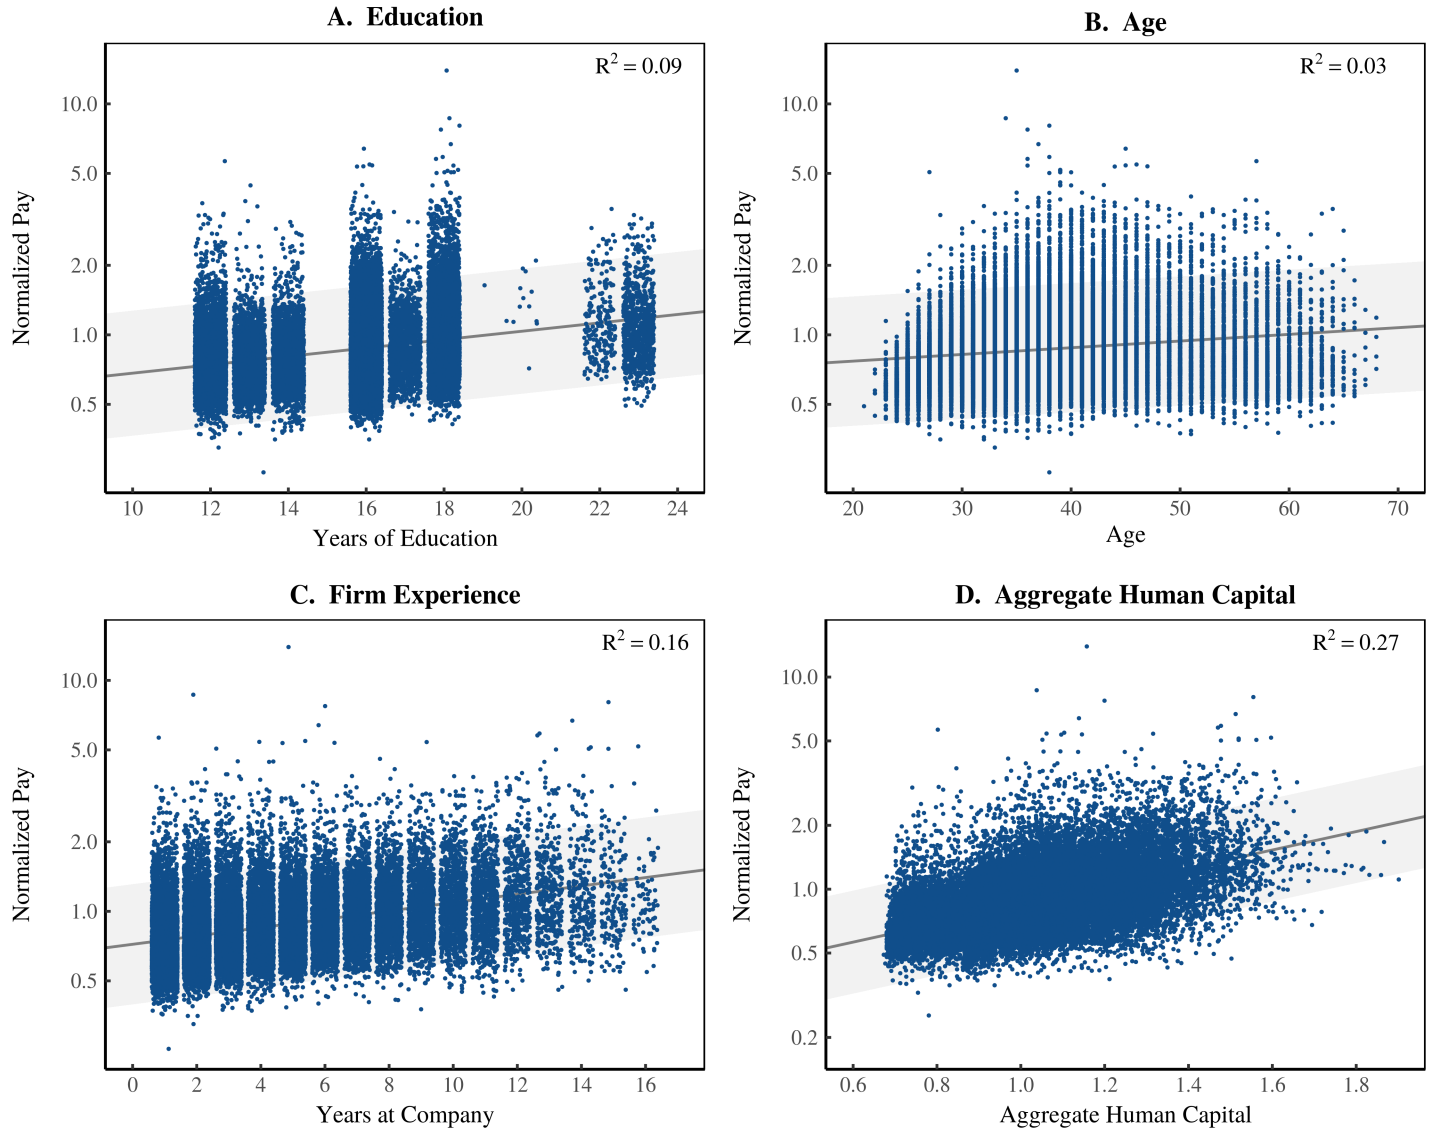 A. Education
R² = 0.09
Normalized Pay
10.0
5.0
2.0
1.0
0.5
10 12 14 16 18 20 22 24
Years of Education
B. Age
R² = 0.03
Normalized Pay
10.0
5.0
2.0
1.0
0.5
20 30 40 50 60 70
Age
C. Firm Experience
R² = 0.16
Normalized Pay
10.0
5.0
2.0
1.0
0.5
0 2 4 6 8 10 12 14 16
Years at Company
D. Aggregate Human Capital
R² = 0.27
Normalized Pay
10.0
5.0
2.0
1.0
0.5
0.2
0.6 0.8 1.0 1.2 1.4 1.6 1.8
Aggregate Human Capital